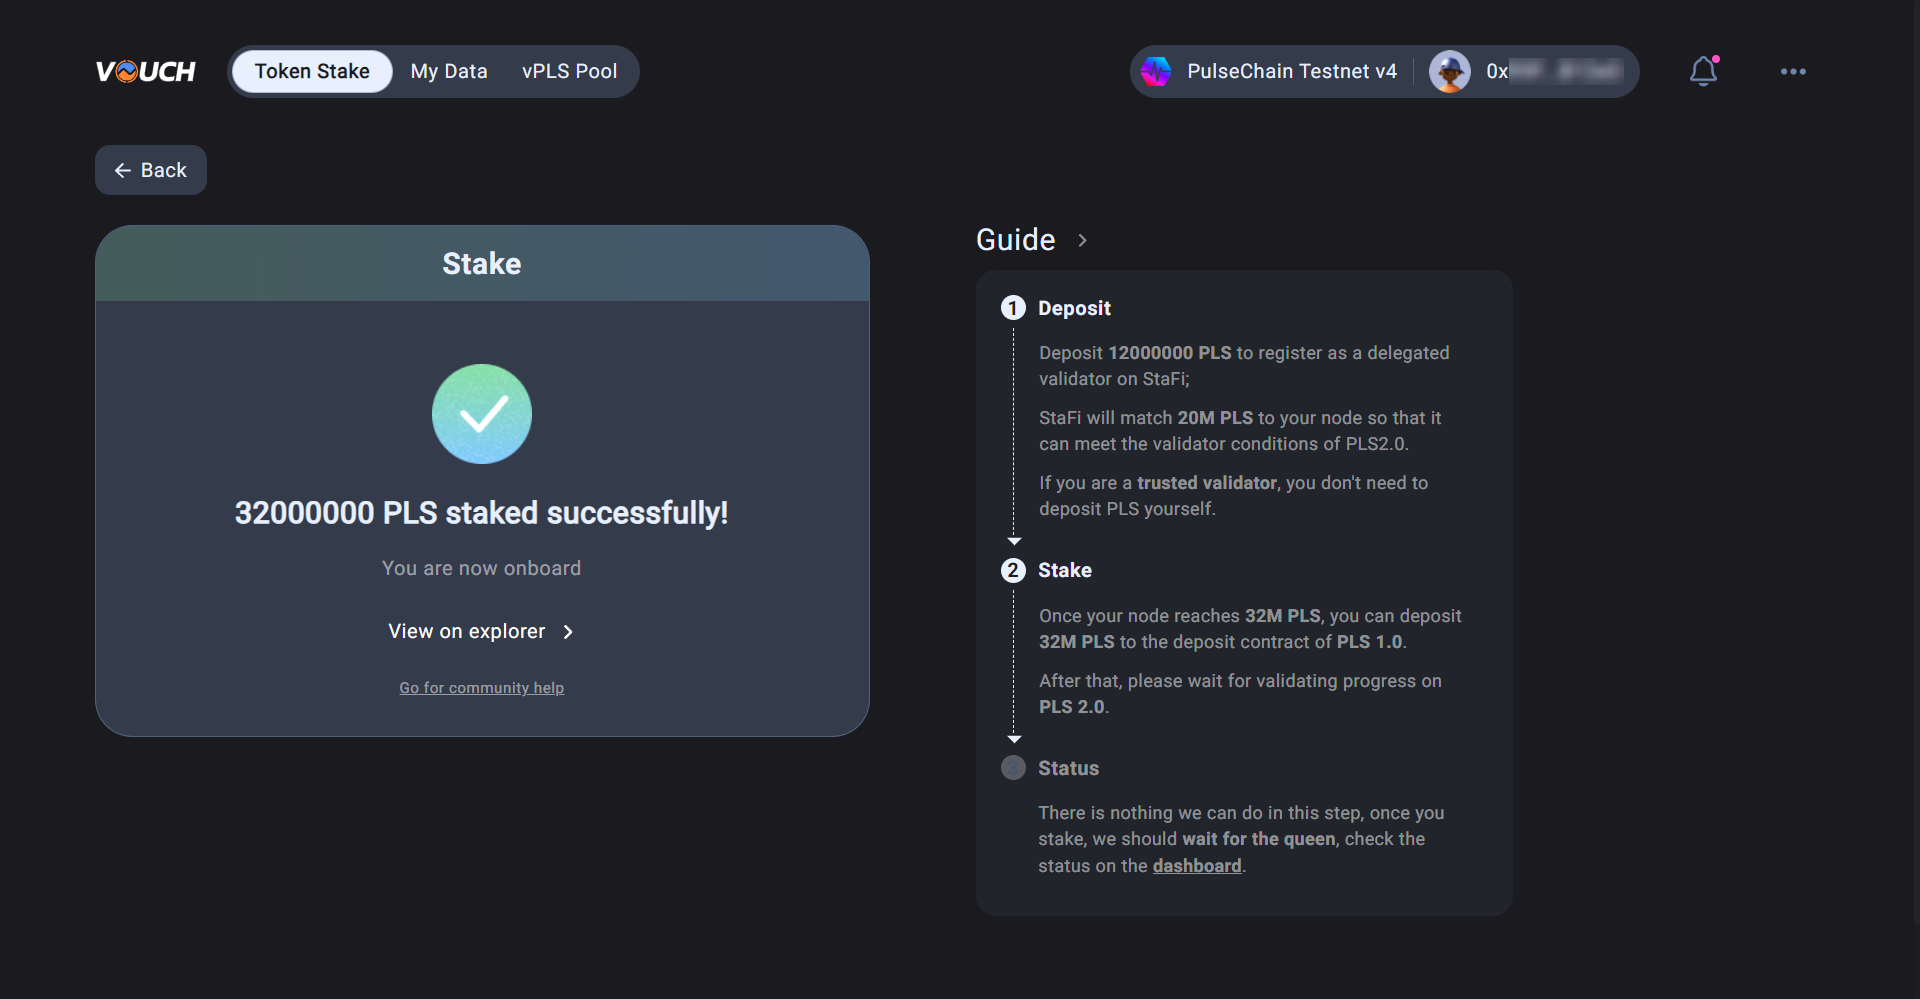 VOUCH
Token Stake
My Data
vPLS Pool
PulseChain Testnet v4
0x
Back
Stake
32000000 PLS staked successfully!
You are now onboard
View on explorer
Go for community help
Guide
1 Deposit
Deposit 12000000 PLS to register as a delegated
validator on StaFi;
StaFi will match 20M PLS to your node so that it
can meet the validator conditions of PLS2.0.
If you are a trusted validator, you don't need to
deposit PLS yourself.
2 Stake
Once your node reaches 32M PLS, you can deposit
32M PLS to the deposit contract of PLS 1.0.
After that, please wait for validating progress on
PLS 2.0.
3 Status
There is nothing we can do in this step, once you
stake, we should wait for the queen, check the
status on the dashboard.